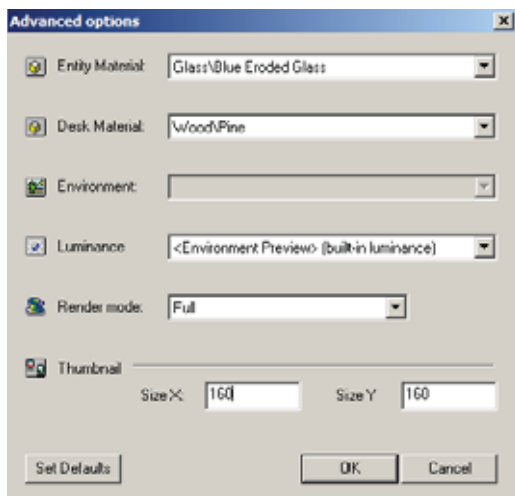 Advanced options
Entity Material: Glass\Blue Eroded Glass
Desk Material: Wood\Pine
Environment:
Luminance <Environment Preview> (built-in luminance)
Render mode: Full
Thumbnail
Size X: 160 Size Y 160
Set Defaults OK Cancel